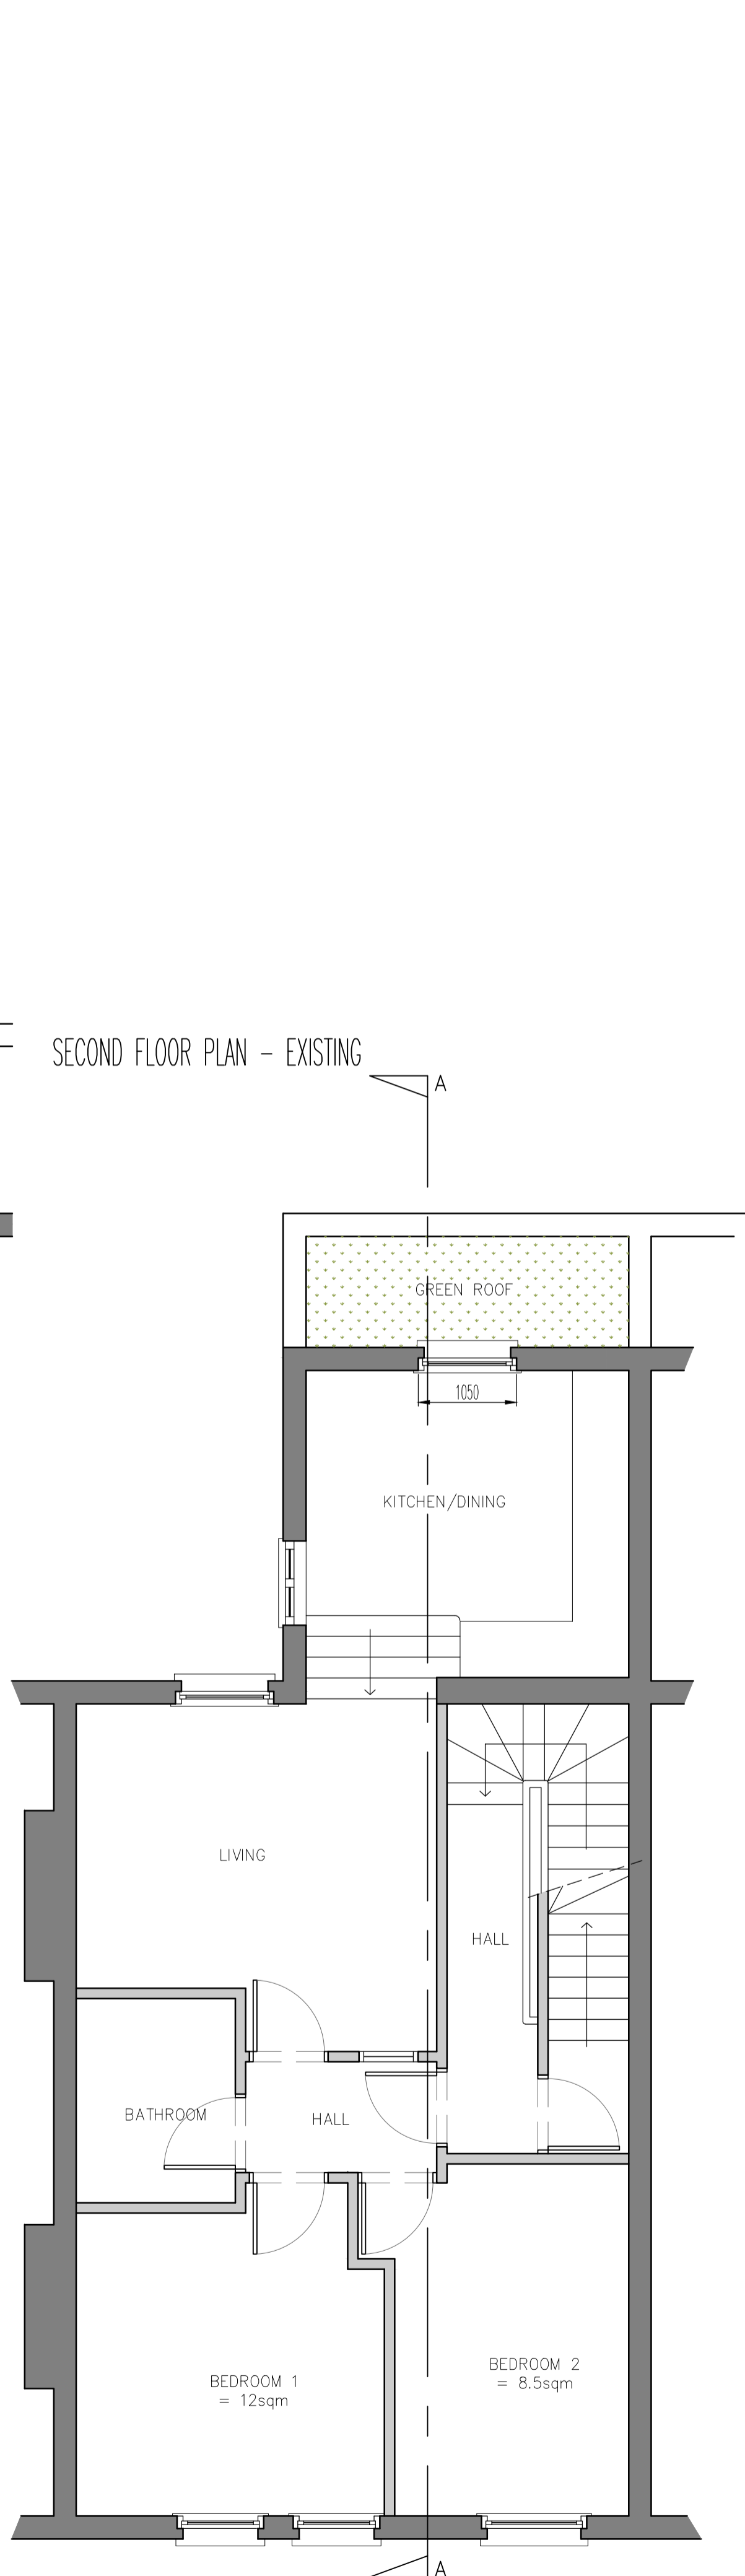 SECOND FLOOR PLAN - EXISTING
A
GREEN ROOF
1050
KITCHEN/DINING
LIVING
HALL
BATHROOM
HALL
BEDROOM 2
= 8.5sqm
BEDROOM 1
= 12sqm
A